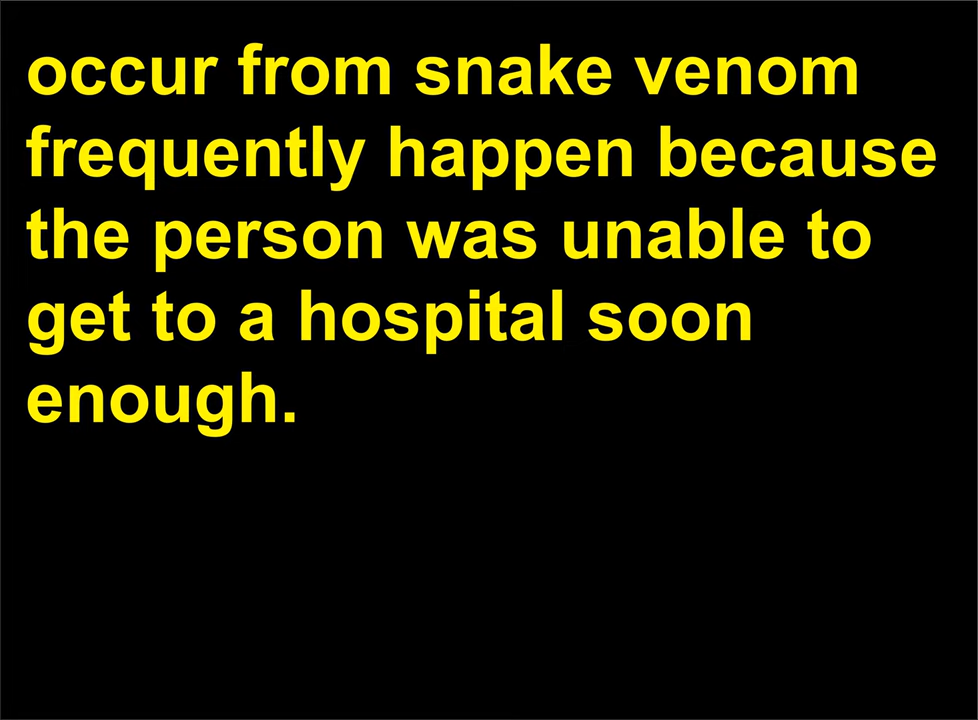 occur from snake venom
frequently happen because
the person was unable to
get to a hospital soon
enough.